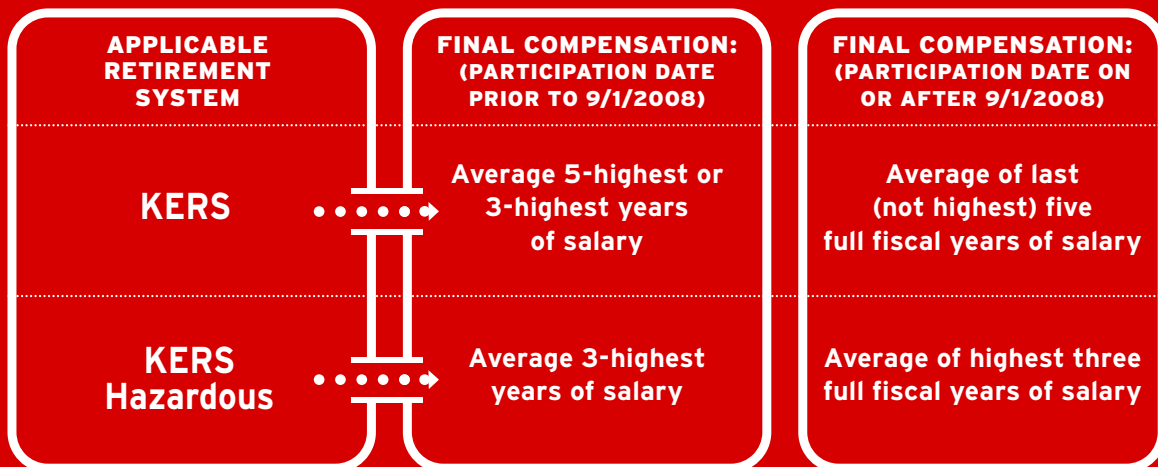 APPLICABLE
RETIREMENT
SYSTEM
FINAL COMPENSATION:
(PARTICIPATION DATE
PRIOR TO 9/1/2008)
FINAL COMPENSATION:
(PARTICIPATION DATE ON
OR AFTER 9/1/2008)
KERS
Average 5-highest or
3-highest years
of salary
Average of last
(not highest) five
full fiscal years of salary
KERS
Hazardous
Average 3-highest
years of salary
Average of highest three
full fiscal years of salary